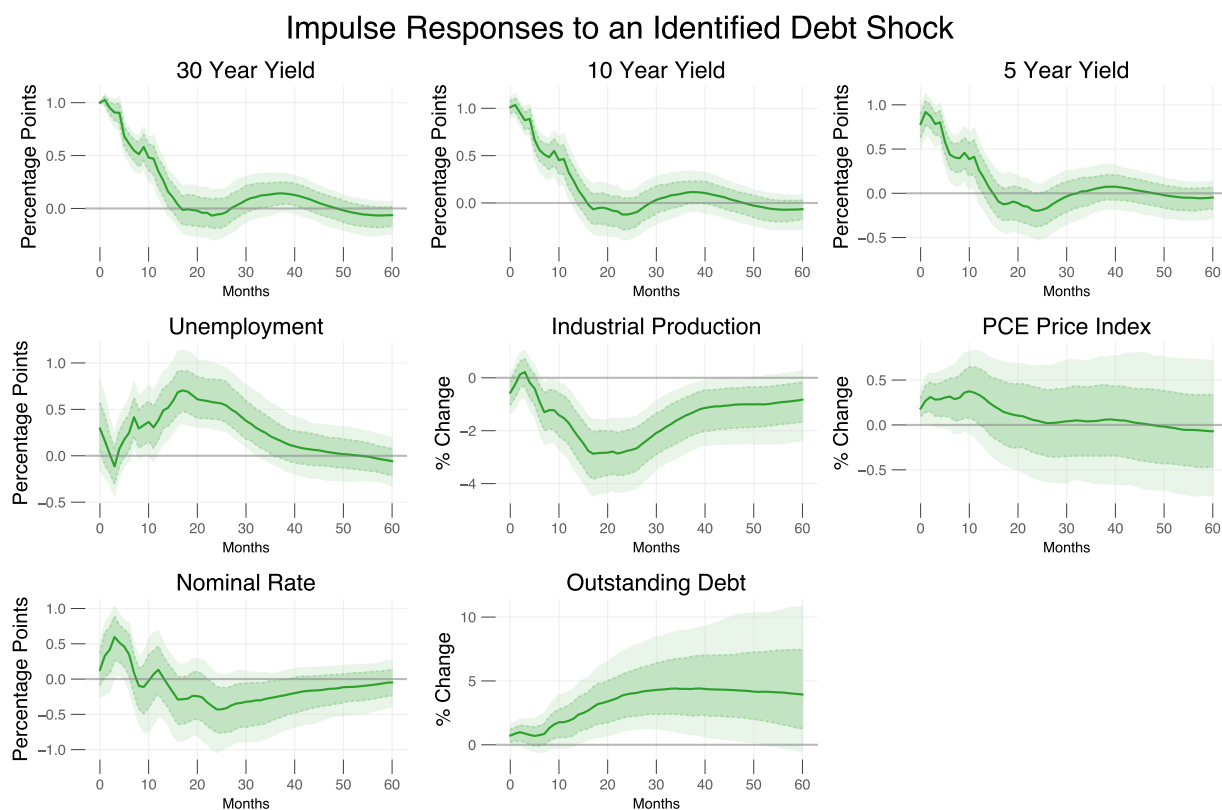 Impulse Responses to an Identified Debt Shock
30 Year Yield
10 Year Yield
5 Year Yield
Percentage Points
1.0
0.5
0.0
0 10 20 30 40 50 60
Months
Percentage Points
1.0
0.5
0.0
0 10 20 30 40 50 60
Months
Percentage Points
1.0
0.5
0.0
−0.5
0 10 20 30 40 50 60
Months
Unemployment
Industrial Production
PCE Price Index
Percentage Points
1.0
0.5
0.0
−0.5
0 10 20 30 40 50 60
Months
% Change
0
−2
−4
0 10 20 30 40 50 60
Months
% Change
0.5
0.0
−0.5
0 10 20 30 40 50 60
Months
Nominal Rate
Outstanding Debt
Percentage Points
1.0
0.5
0.0
−0.5
−1.0
0 10 20 30 40 50 60
Months
% Change
10
5
0
0 10 20 30 40 50 60
Months